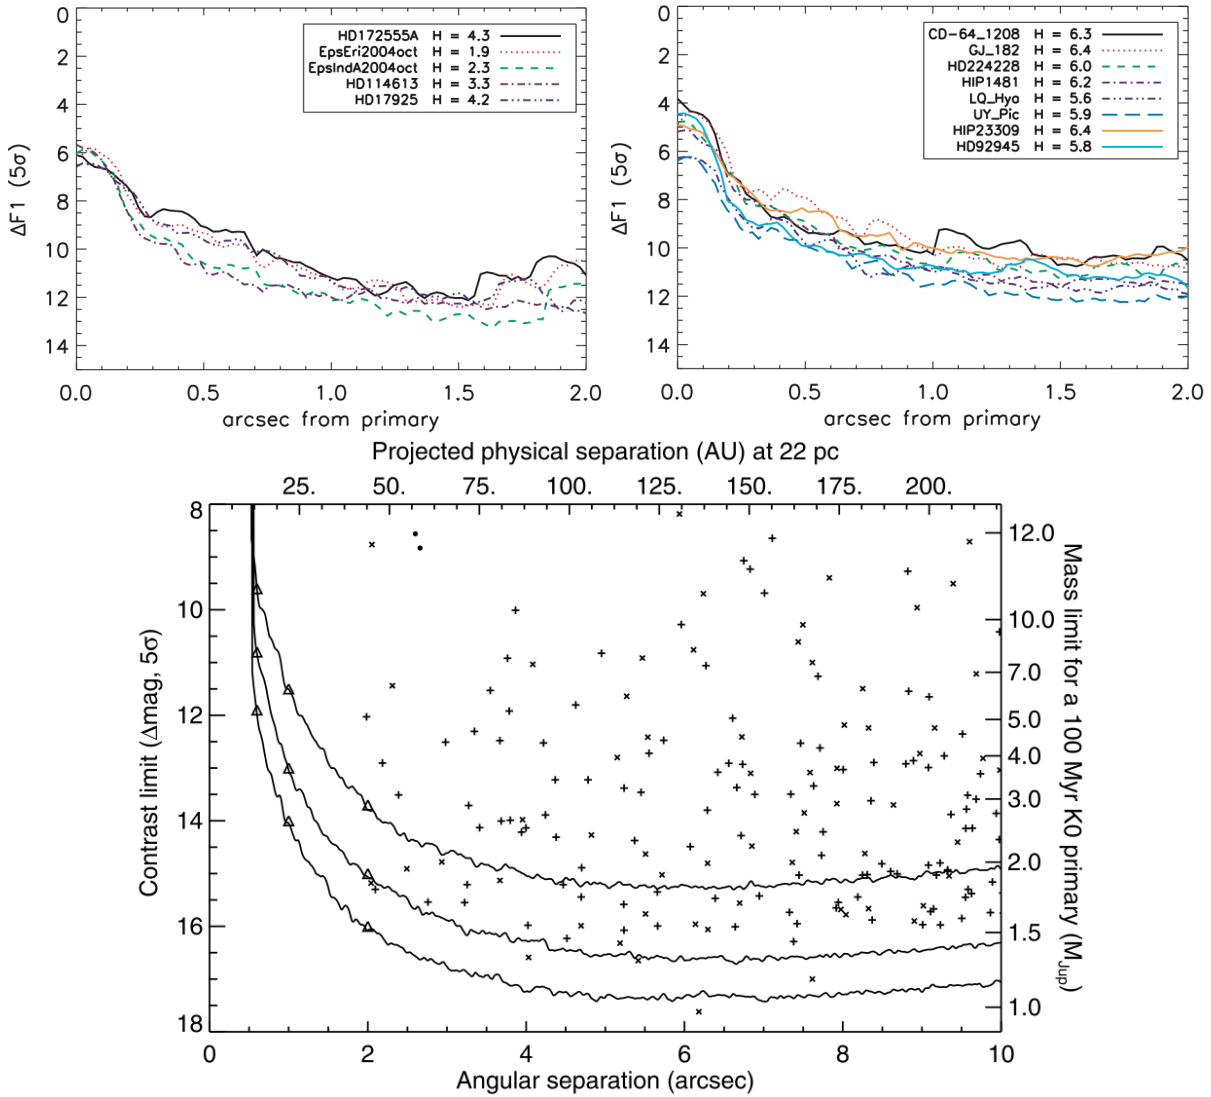 HD172555A H = 4.3
EpsEri2004oct H = 1.9
EpsIndA2004oct H = 2.3
HD114613 H = 3.3
HD17925 H = 4.2
0
2
4
6
8
10
12
14
ΔF1 (5σ)
0.0 0.5 1.0 1.5 2.0
arcsec from primary
CD-64_1208 H = 6.3
GJ_182 H = 6.4
HD224228 H = 6.0
HIP1481 H = 6.2
LQ_Hya H = 5.6
UY_Pic H = 5.9
HIP23309 H = 6.4
HD92945 H = 5.8
0
2
4
6
8
10
12
14
ΔF1 (5σ)
0.0 0.5 1.0 1.5 2.0
arcsec from primary
Projected physical separation (AU) at 22 pc
25. 50. 75. 100. 125. 150. 175. 200.
8
10
12
14
16
18
Contrast limit (Δmag, 5σ)
12.0
10.0
7.0
5.0
4.0
3.0
2.0
1.5
1.0
Mass limit for a 100 Myr K0 primary (MJup)
0 2 4 6 8 10
Angular separation (arcsec)